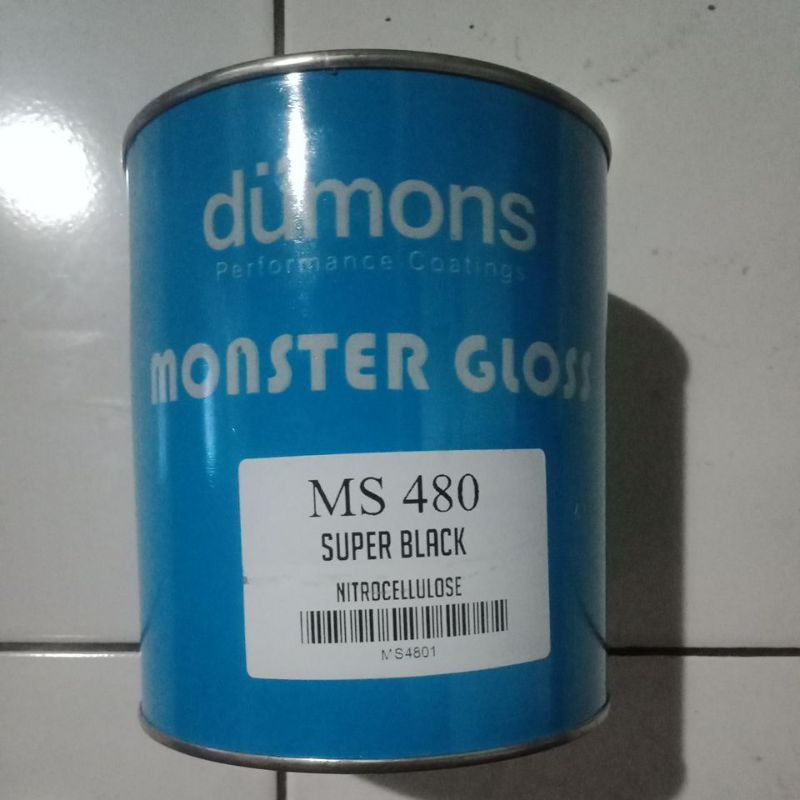 dümons
Performance Coatings
MONSTER GLOSS
MS 480
SUPER BLACK
NITROCELLULOSE
MS4801